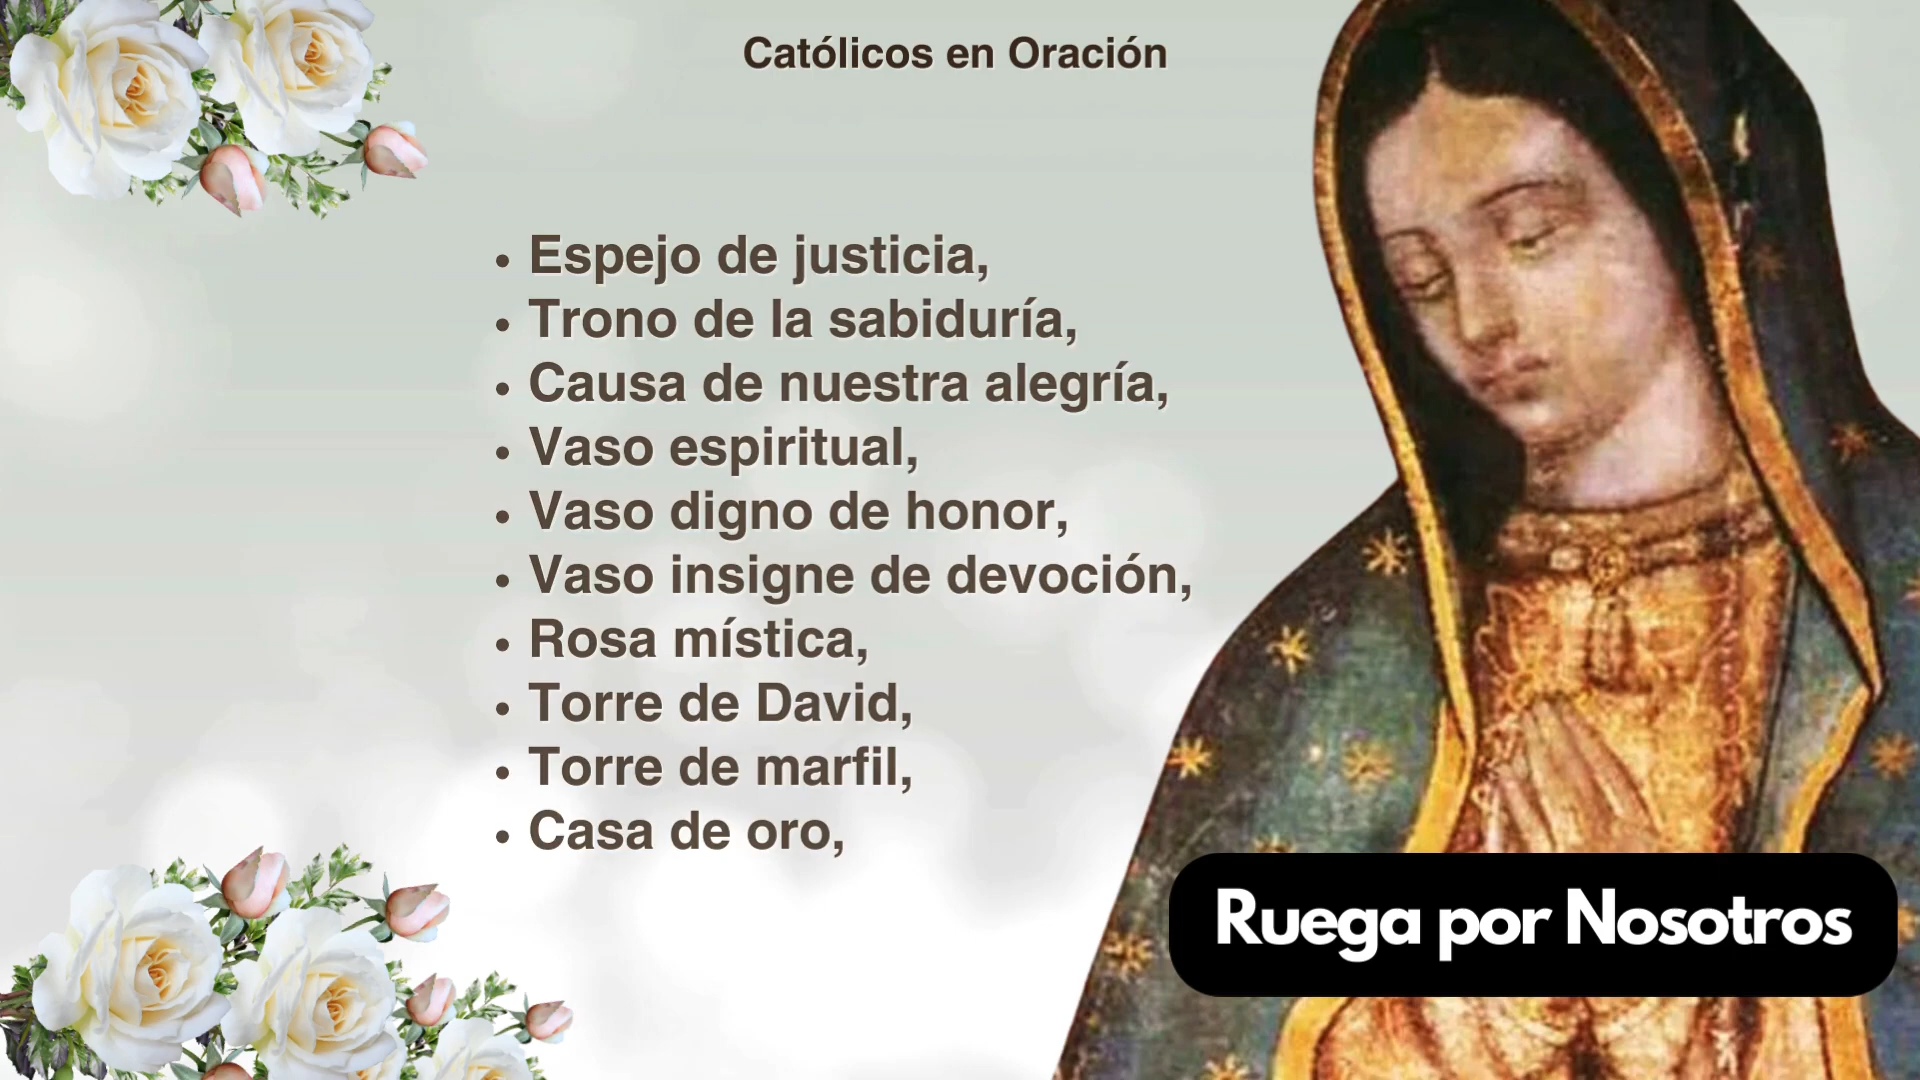 Católicos en Oración
• Espejo de justicia,
• Trono de la sabiduría,
• Causa de nuestra alegría,
• Vaso espiritual,
• Vaso digno de honor,
• Vaso insigne de devoción,
• Rosa mística,
• Torre de David,
• Torre de marfil,
• Casa de oro,
Ruega por Nosotros